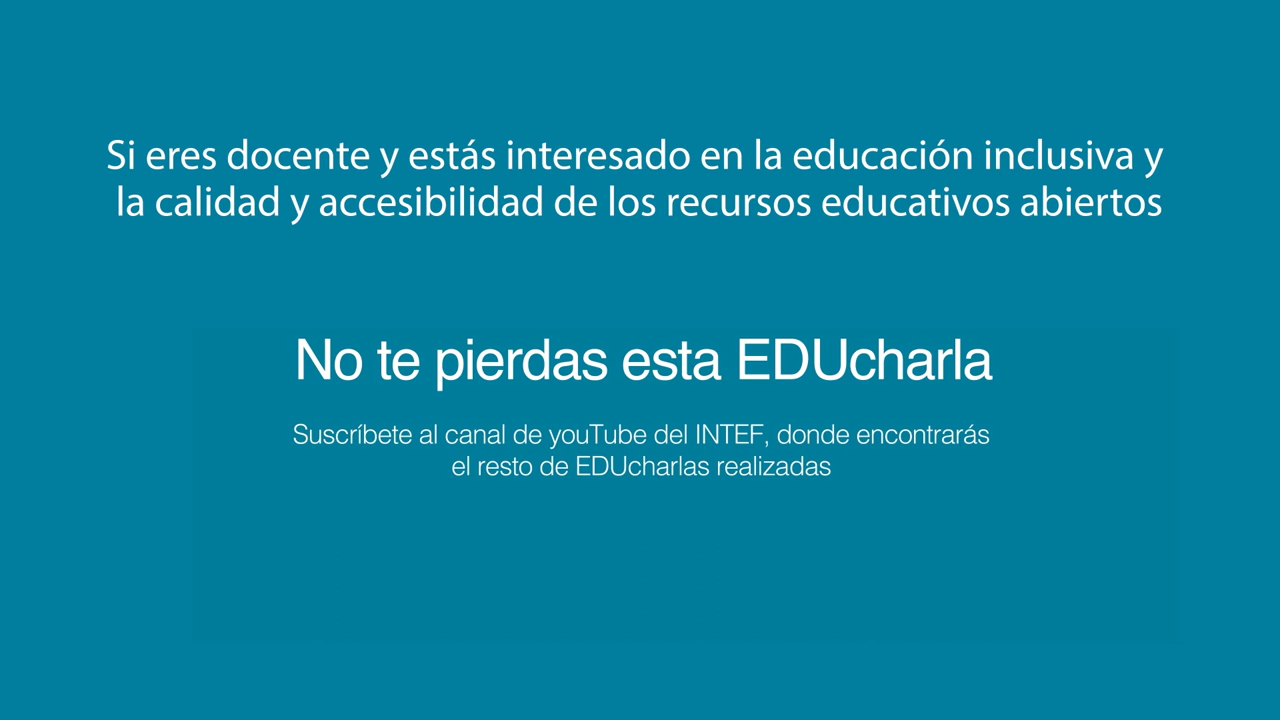 Si eres docente y estás interesado en la educación inclusiva y
la calidad y accesibilidad de los recursos educativos abiertos
No te pierdas esta EDUcharla
Suscríbete al canal de youTube del INTEF, donde encontrarás
el resto de EDUcharlas realizadas